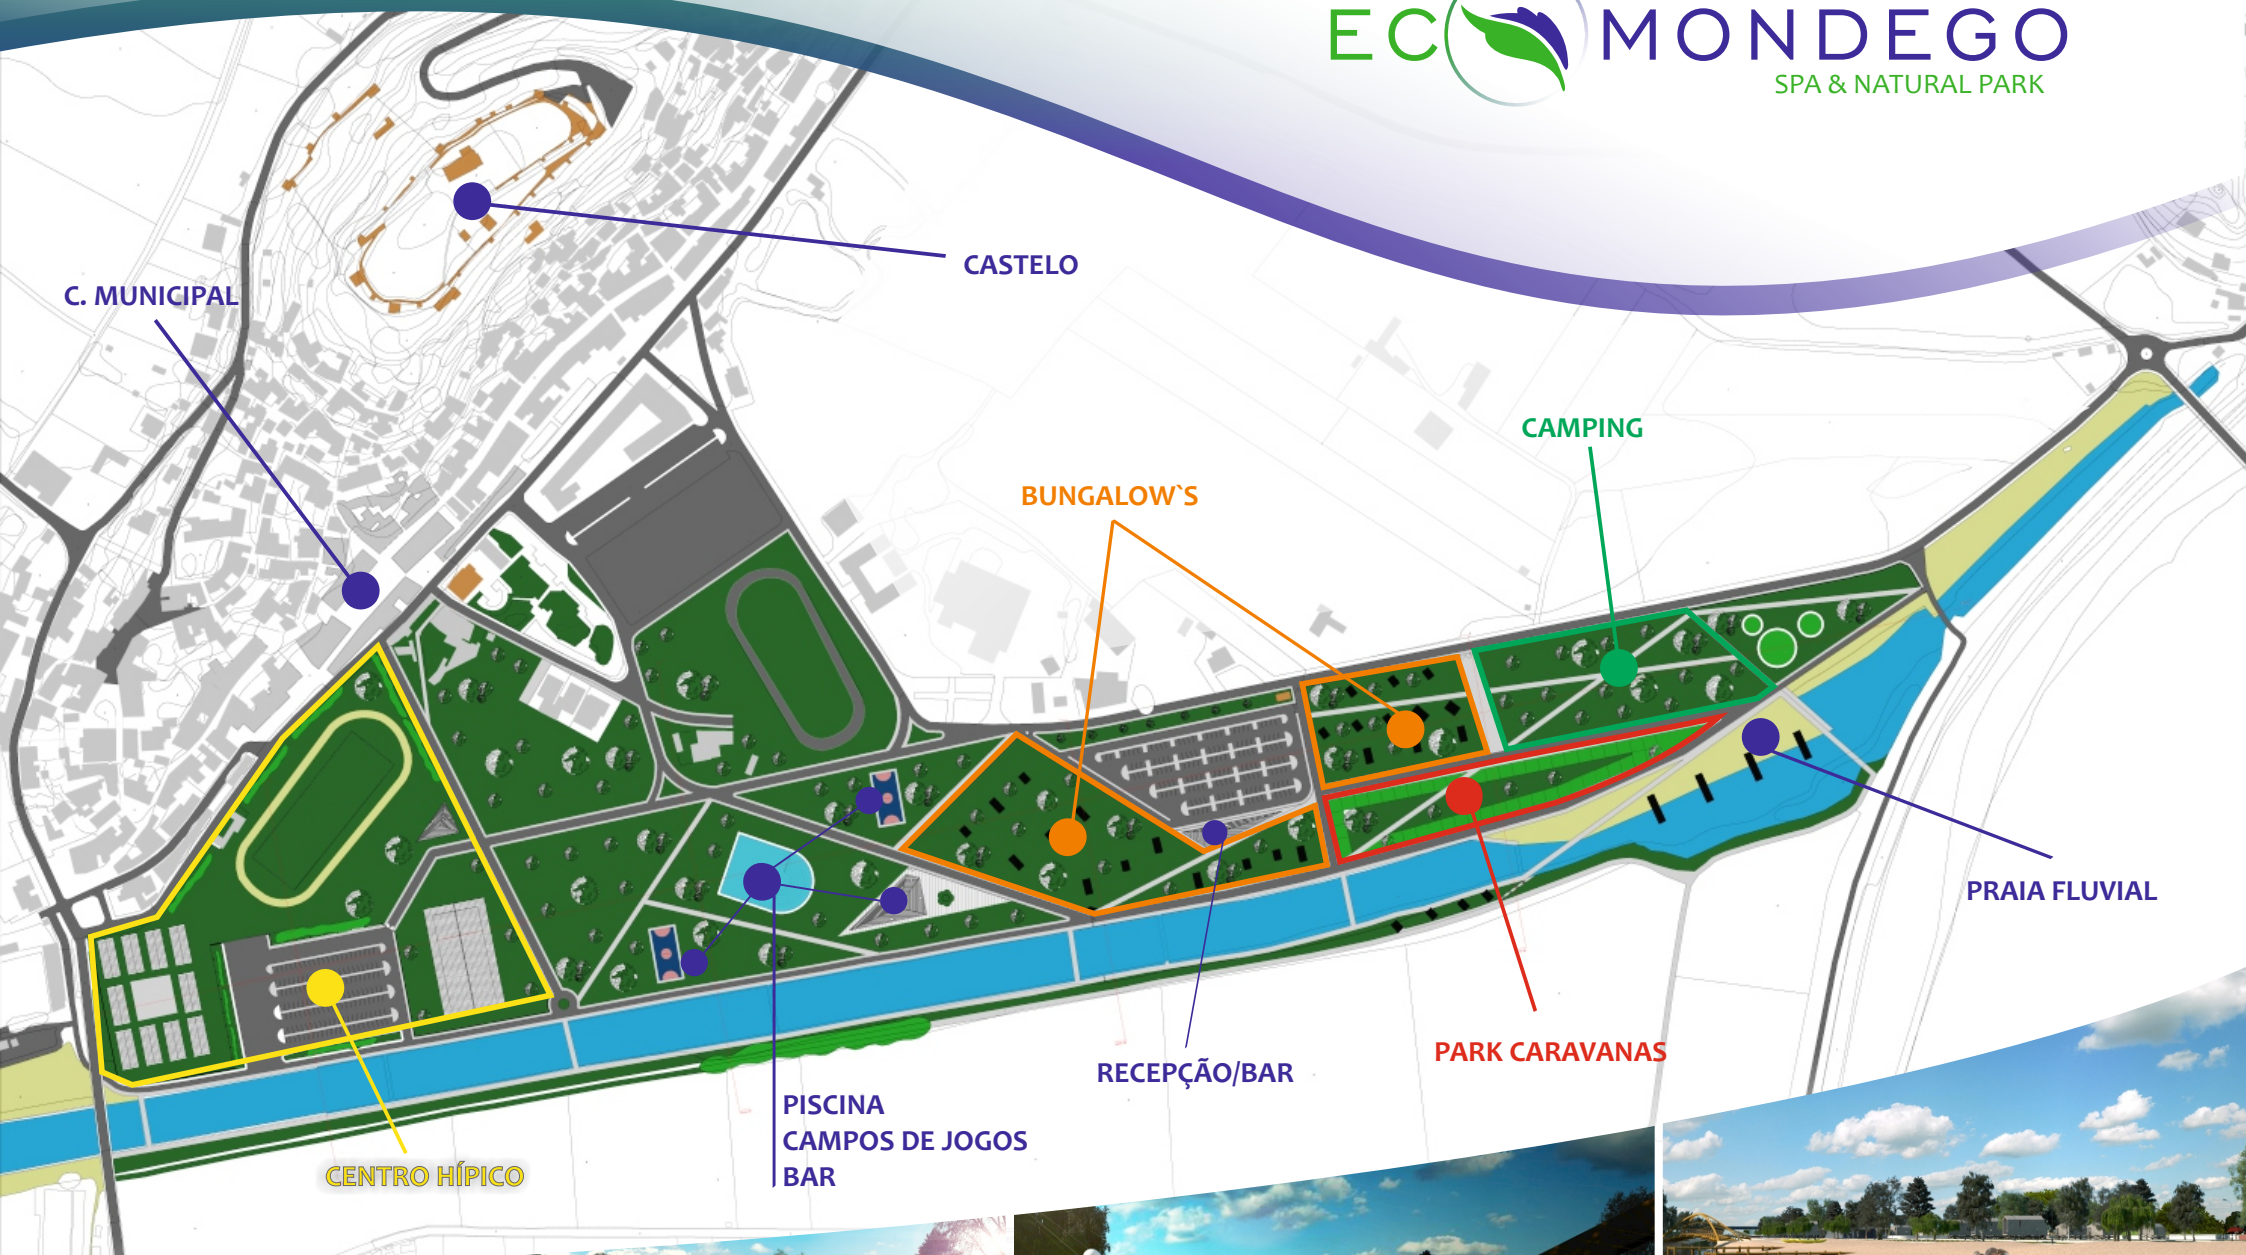 ECO MONDEGO
SPA & NATURAL PARK
CASTELO
C. MUNICIPAL
CAMPING
BUNGALOW`S
PRAIA FLUVIAL
PARK CARAVANAS
RECEPÇÃO/BAR
PISCINA
CAMPOS DE JOGOS
BAR
CENTRO HÍPICO